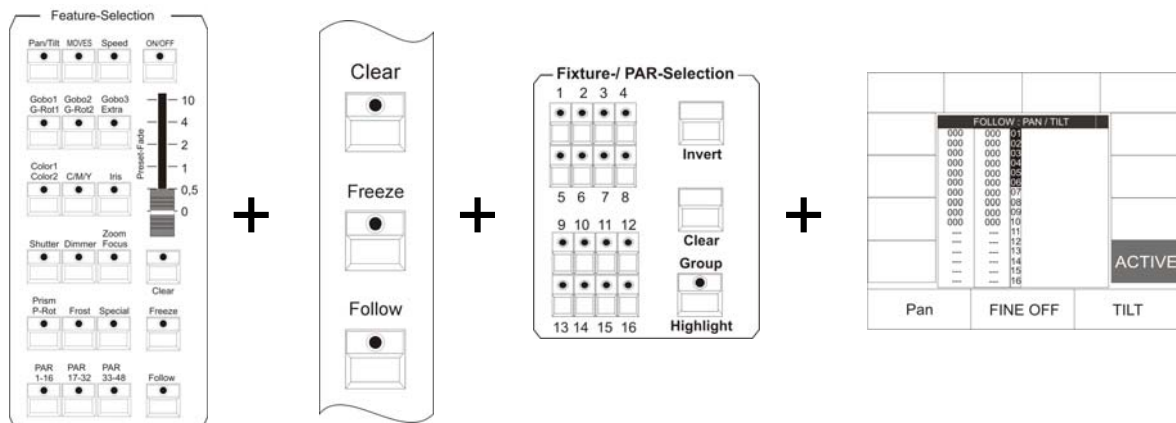 Feature-Selection
Pan/Tilt MOVES Speed ON/OFF
Gobo1 Gobo2 Gobo3
G-Rot1 G-Rot2 Extra
10
4
2
1
0,5
0
Preset-Fade
Color1
Color2 C/M/Y Iris
Zoom
Shutter Dimmer Focus
Clear
Prism
P-Rot Frost Special Freeze
PAR PAR PAR
1-16 17-32 33-48 Follow
+
Clear
Freeze
Follow
+
Fixture-/ PAR-Selection
1 2 3 4
Invert
5 6 7 8
Clear
9 10 11 12
Group
Highlight
13 14 15 16
+
FOLLOW : PAN / TILT
000 000 01
000 000 02
000 000 03
000 000 04
000 000 05
000 000 06
000 000 07
000 000 08
000 000 09
000 000 10
--- --- 11
--- --- 12
--- --- 13
--- --- 14
--- --- 15
--- --- 16
ACTIVE
Pan FINE OFF TILT